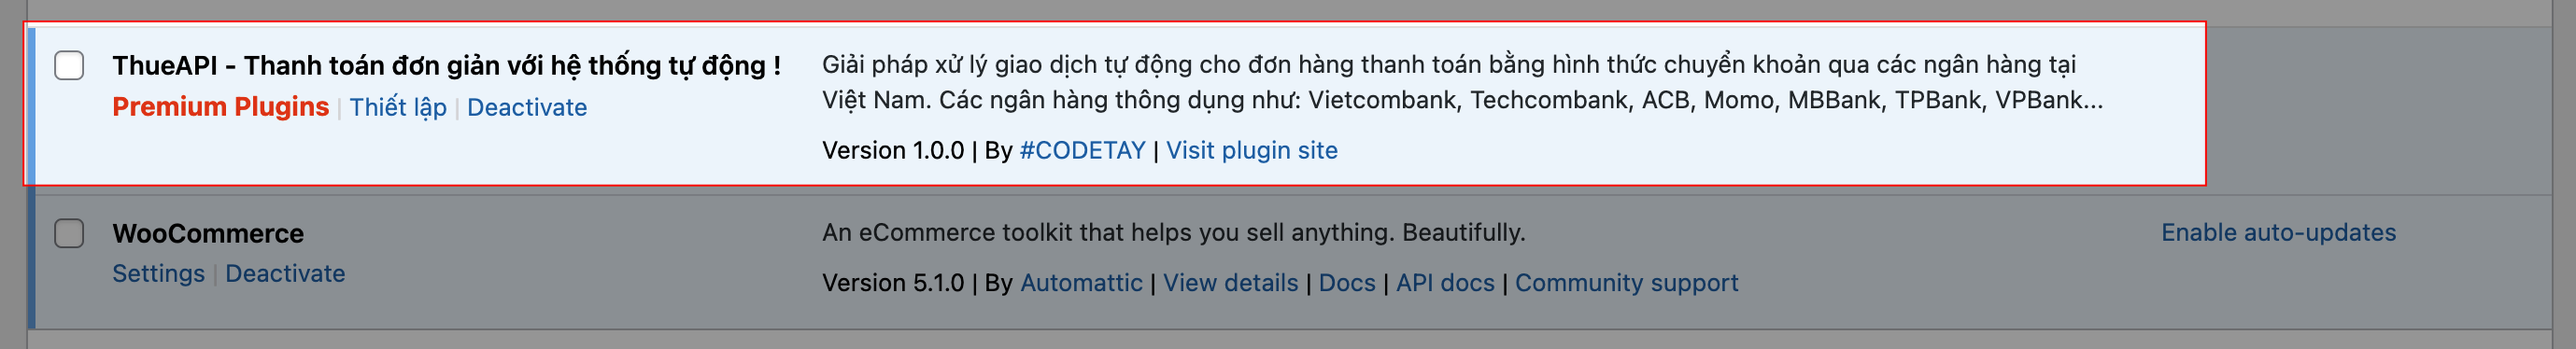 ThueAPI - Thanh toán đơn giản với hệ thống tự động !
Premium Plugins | Thiết lập | Deactivate
Giải pháp xử lý giao dịch tự động cho đơn hàng thanh toán bằng hình thức chuyển khoản qua các ngân hàng tại
Việt Nam. Các ngân hàng thông dụng như: Vietcombank, Techcombank, ACB, Momo, MBBank, TPBank, VPBank...
Version 1.0.0 | By #CODETAY | Visit plugin site
WooCommerce
Settings | Deactivate
An eCommerce toolkit that helps you sell anything. Beautifully.
Version 5.1.0 | By Automattic | View details | Docs | API docs | Community support
Enable auto-updates